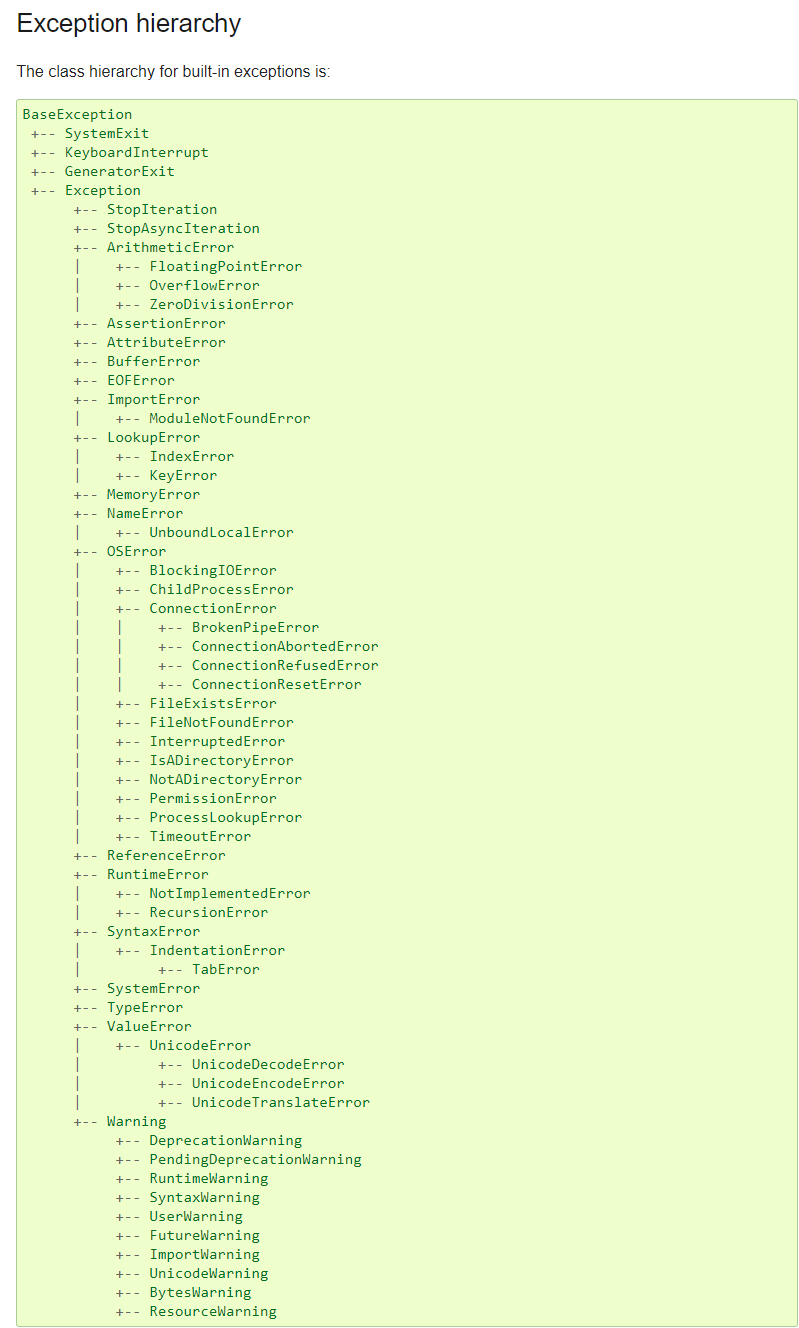 Exception hierarchy
The class hierarchy for built-in exceptions is:
BaseException
 +-- SystemExit
 +-- KeyboardInterrupt
 +-- GeneratorExit
 +-- Exception
      +-- StopIteration
      +-- StopAsyncIteration
      +-- ArithmeticError
      |    +-- FloatingPointError
      |    +-- OverflowError
      |    +-- ZeroDivisionError
      +-- AssertionError
      +-- AttributeError
      +-- BufferError
      +-- EOFError
      +-- ImportError
      |    +-- ModuleNotFoundError
      +-- LookupError
      |    +-- IndexError
      |    +-- KeyError
      +-- MemoryError
      +-- NameError
      |    +-- UnboundLocalError
      +-- OSError
      |    +-- BlockingIOError
      |    +-- ChildProcessError
      |    +-- ConnectionError
      |    |    +-- BrokenPipeError
      |    |    +-- ConnectionAbortedError
      |    |    +-- ConnectionRefusedError
      |    |    +-- ConnectionResetError
      |    +-- FileExistsError
      |    +-- FileNotFoundError
      |    +-- InterruptedError
      |    +-- IsADirectoryError
      |    +-- NotADirectoryError
      |    +-- PermissionError
      |    +-- ProcessLookupError
      |    +-- TimeoutError
      +-- ReferenceError
      +-- RuntimeError
      |    +-- NotImplementedError
      |    +-- RecursionError
      +-- SyntaxError
      |    +-- IndentationError
      |         +-- TabError
      +-- SystemError
      +-- TypeError
      +-- ValueError
      |    +-- UnicodeError
      |         +-- UnicodeDecodeError
      |         +-- UnicodeEncodeError
      |         +-- UnicodeTranslateError
      +-- Warning
           +-- DeprecationWarning
           +-- PendingDeprecationWarning
           +-- RuntimeWarning
           +-- SyntaxWarning
           +-- UserWarning
           +-- FutureWarning
           +-- ImportWarning
           +-- UnicodeWarning
           +-- BytesWarning
           +-- ResourceWarning